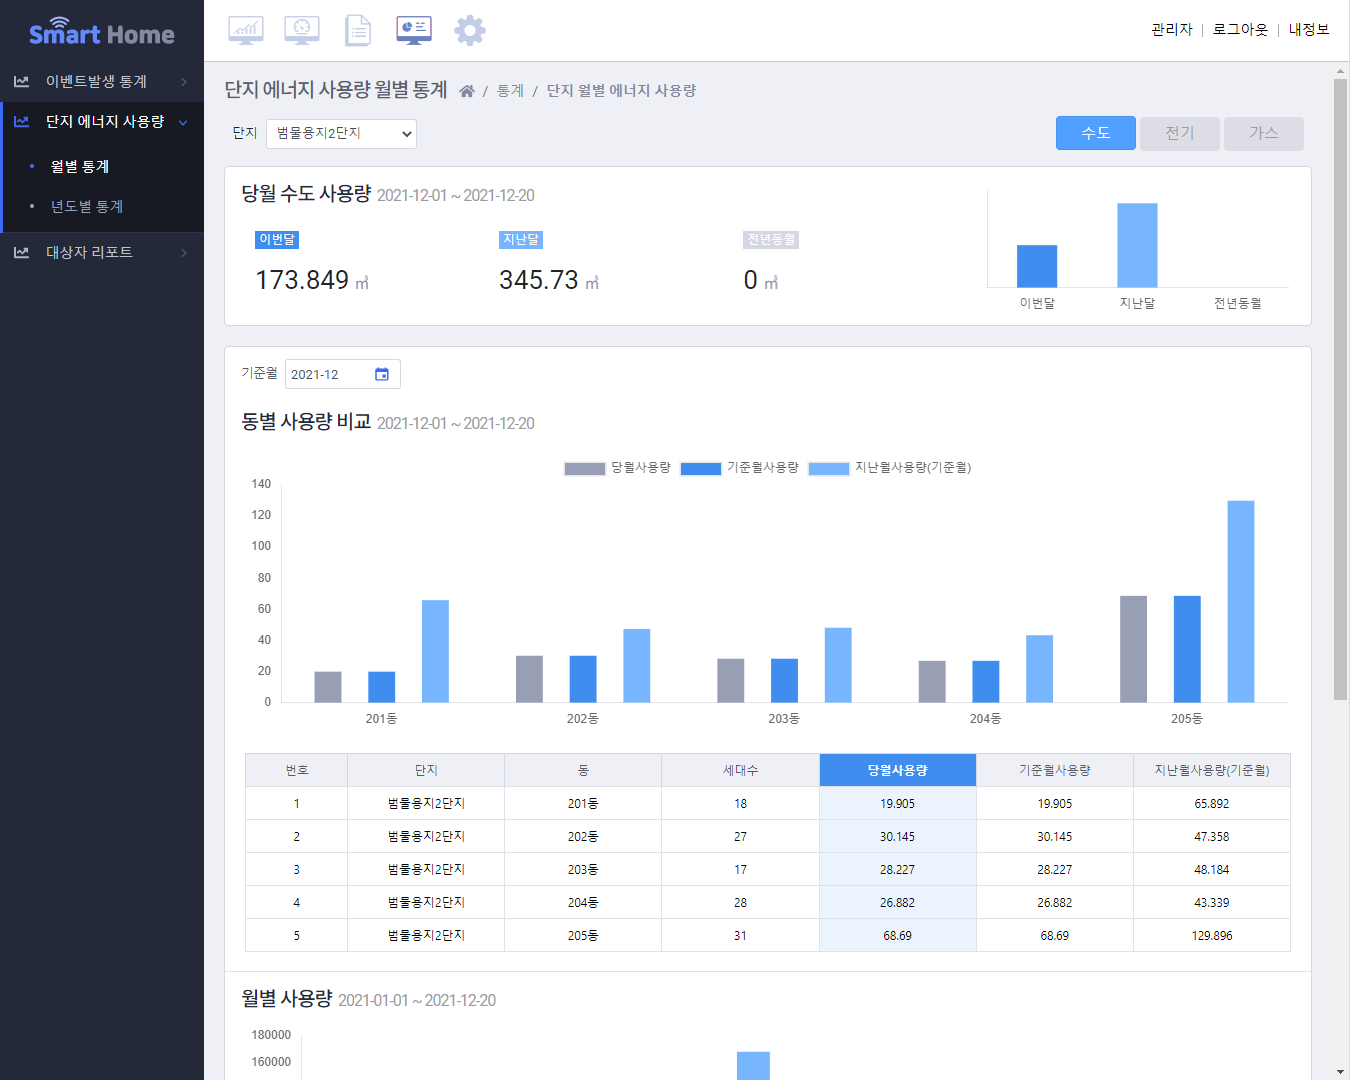 Smart Home
관리자 | 로그아웃 | 내정보
이벤트발생 통계
단지 에너지 사용량
월별 통계
년도별 통계
대상자 리포트
단지 에너지 사용량 월별 통계 / 통계 / 단지 월별 에너지 사용량
단지 범물용지2단지 수도 전기 가스
당월 수도 사용량 2021-12-01 ~ 2021-12-20
이번달 지난달 전년동월
173.849 ㎥ 345.73 ㎥ 0 ㎥
이번달 지난달 전년동월
기준월 2021-12
동별 사용량 비교 2021-12-01 ~ 2021-12-20
당월사용량 기준월사용량 지난월사용량(기준월)
140
120
100
80
60
40
20
0
201동 202동 203동 204동 205동
번호 단지 동 세대수 당월사용량 기준월사용량 지난월사용량(기준월)
1 범물용지2단지 201동 18 19.905 19.905 65.892
2 범물용지2단지 202동 27 30.145 30.145 47.358
3 범물용지2단지 203동 17 28.227 28.227 48.184
4 범물용지2단지 204동 28 26.882 26.882 43.339
5 범물용지2단지 205동 31 68.69 68.69 129.896
월별 사용량 2021-01-01 ~ 2021-12-20
180000
160000